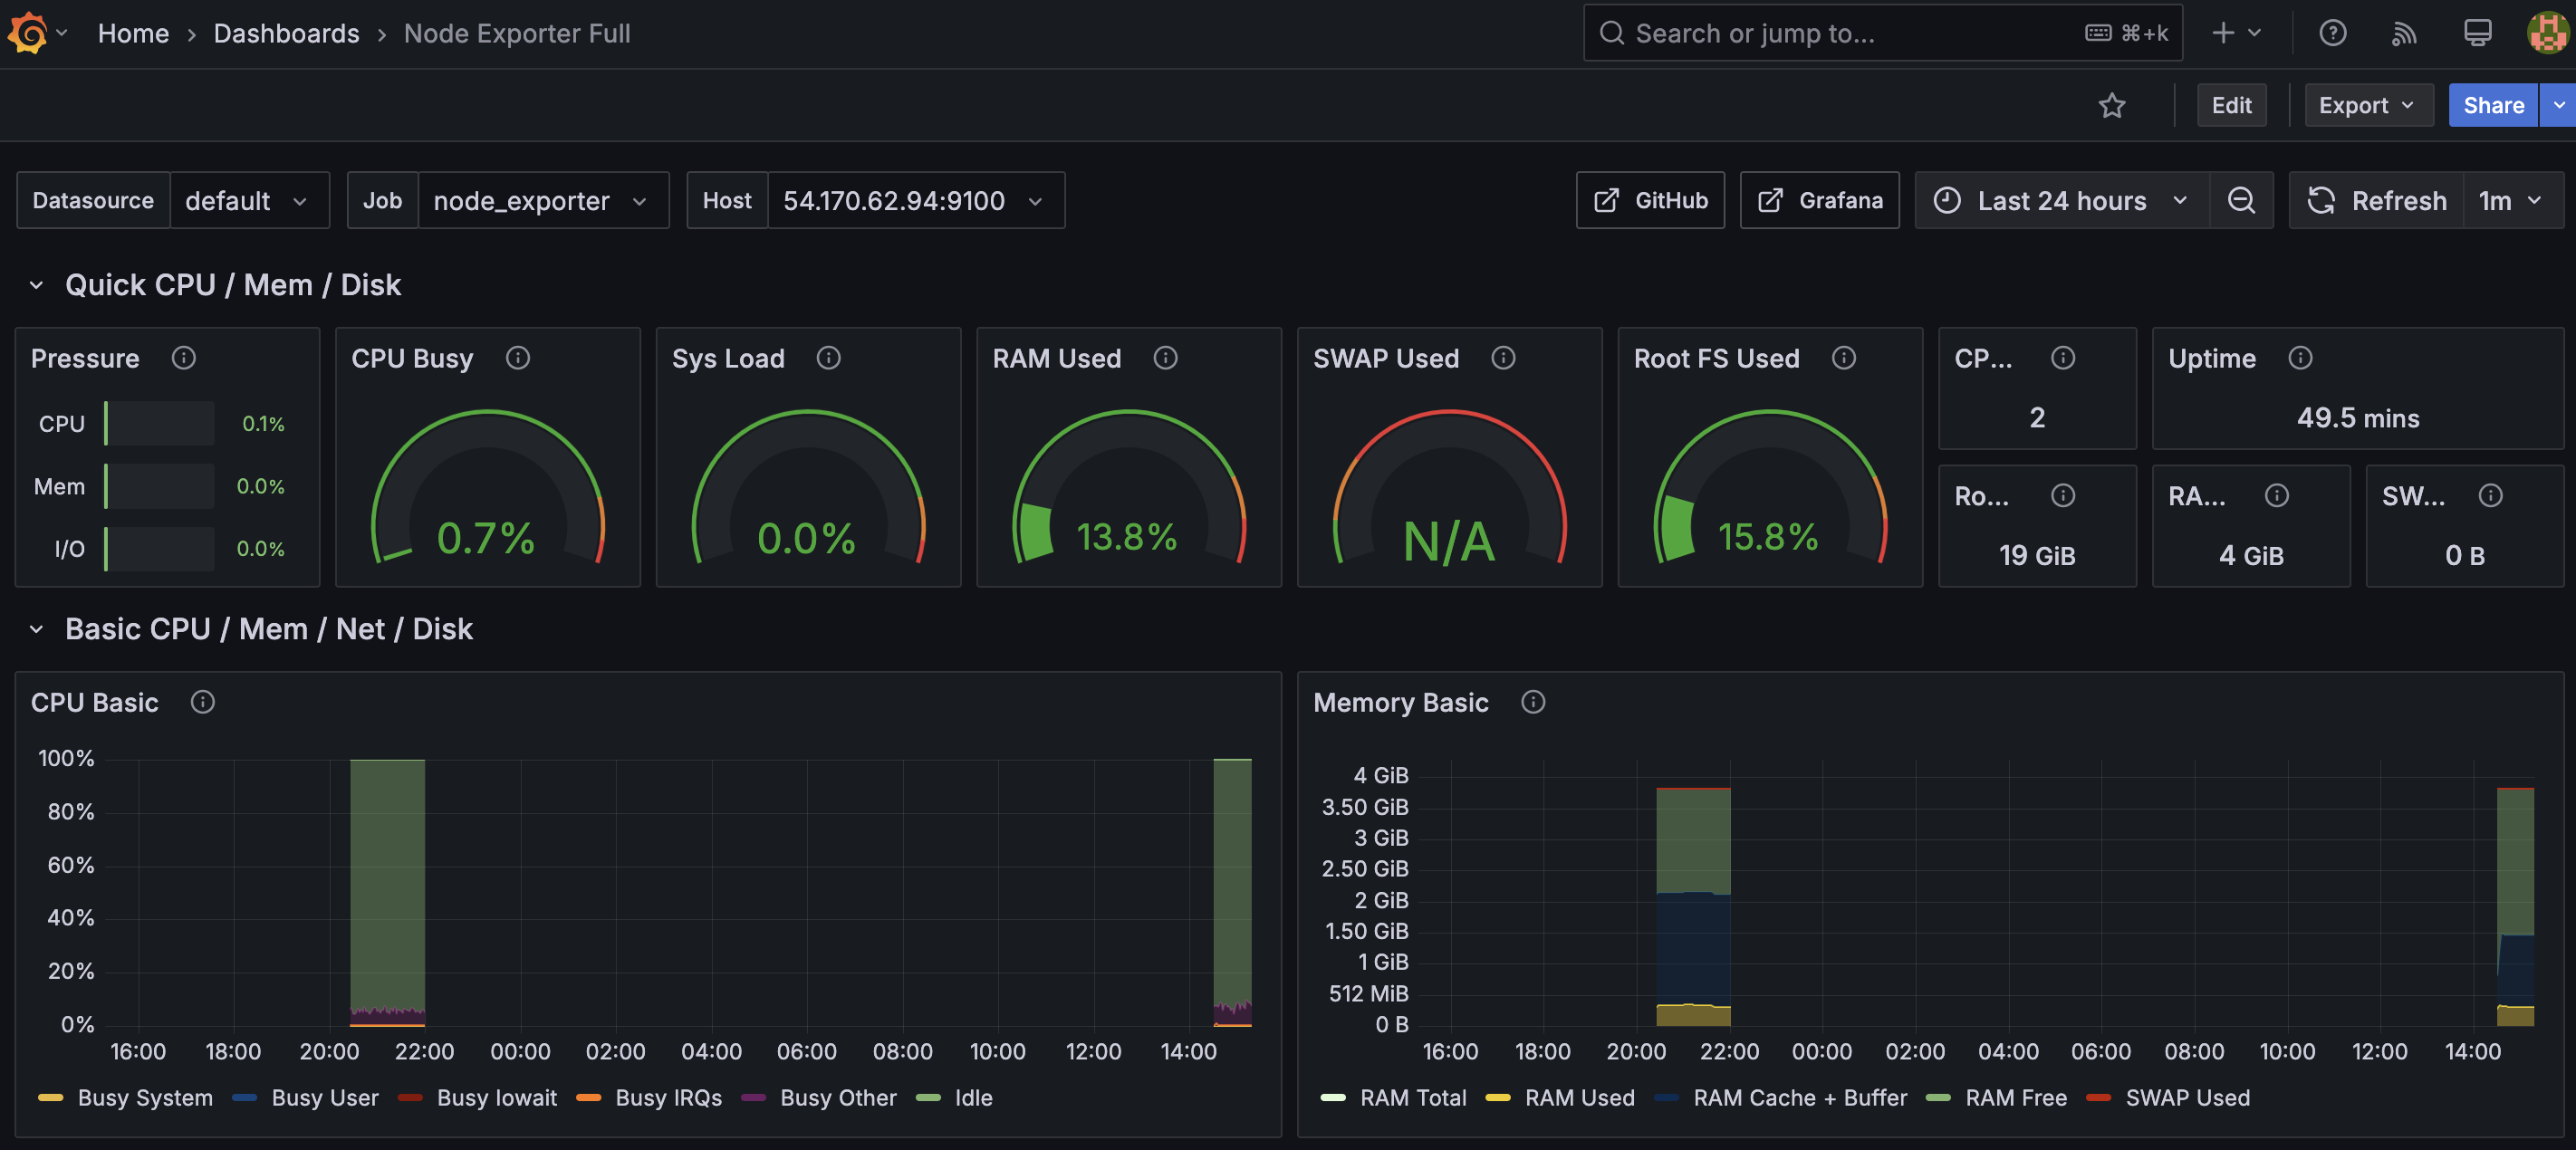 Home › Dashboards › Node Exporter Full
Search or jump to... ⌘+k
Edit Export Share
Datasource default Job node_exporter Host 54.170.62.94:9100 GitHub Grafana Last 24 hours Refresh 1m
Quick CPU / Mem / Disk
Pressure CPU Busy Sys Load RAM Used SWAP Used Root FS Used CP... Uptime
CPU 0.1%
Mem 0.0%
I/O 0.0%
0.7%
0.0%
13.8%
N/A
15.8%
2
49.5 mins
Ro... RA... SW...
19 GiB 4 GiB 0 B
Basic CPU / Mem / Net / Disk
CPU Basic
100%
80%
60%
40%
20%
0%
16:00 18:00 20:00 22:00 00:00 02:00 04:00 06:00 08:00 10:00 12:00 14:00
Busy System Busy User Busy Iowait Busy IRQs Busy Other Idle
Memory Basic
4 GiB
3.50 GiB
3 GiB
2.50 GiB
2 GiB
1.50 GiB
1 GiB
512 MiB
0 B
16:00 18:00 20:00 22:00 00:00 02:00 04:00 06:00 08:00 10:00 12:00 14:00
RAM Total RAM Used RAM Cache + Buffer RAM Free SWAP Used